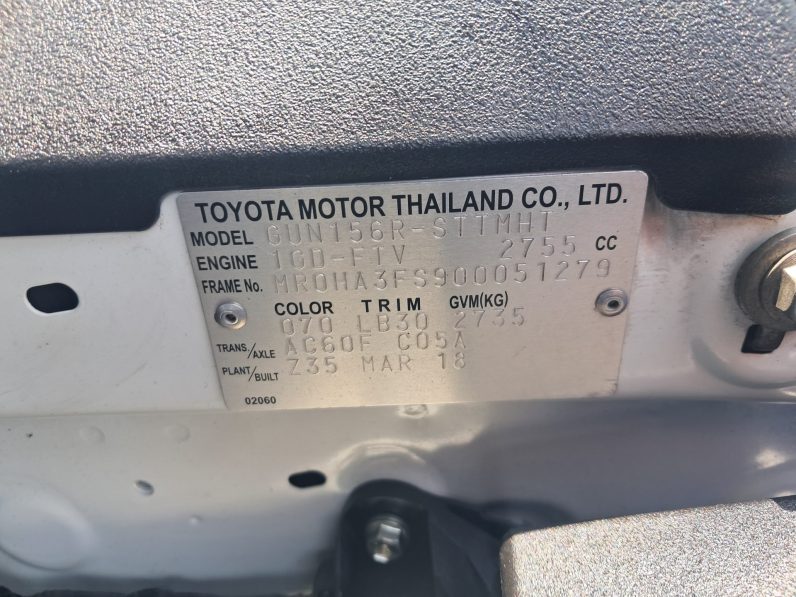 TOYOTA MOTOR THAILAND CO., LTD.
MODEL GUN156R-STTMHT
ENGINE 1GD-FTV 2755 CC
FRAME No. MR0HA3FS900051279
COLOR TRIM GVM(KG)
070 LB30 2735
TRANS./AXLE AC60F C05A
PLANT/BUILT Z35 MAR 18
02060